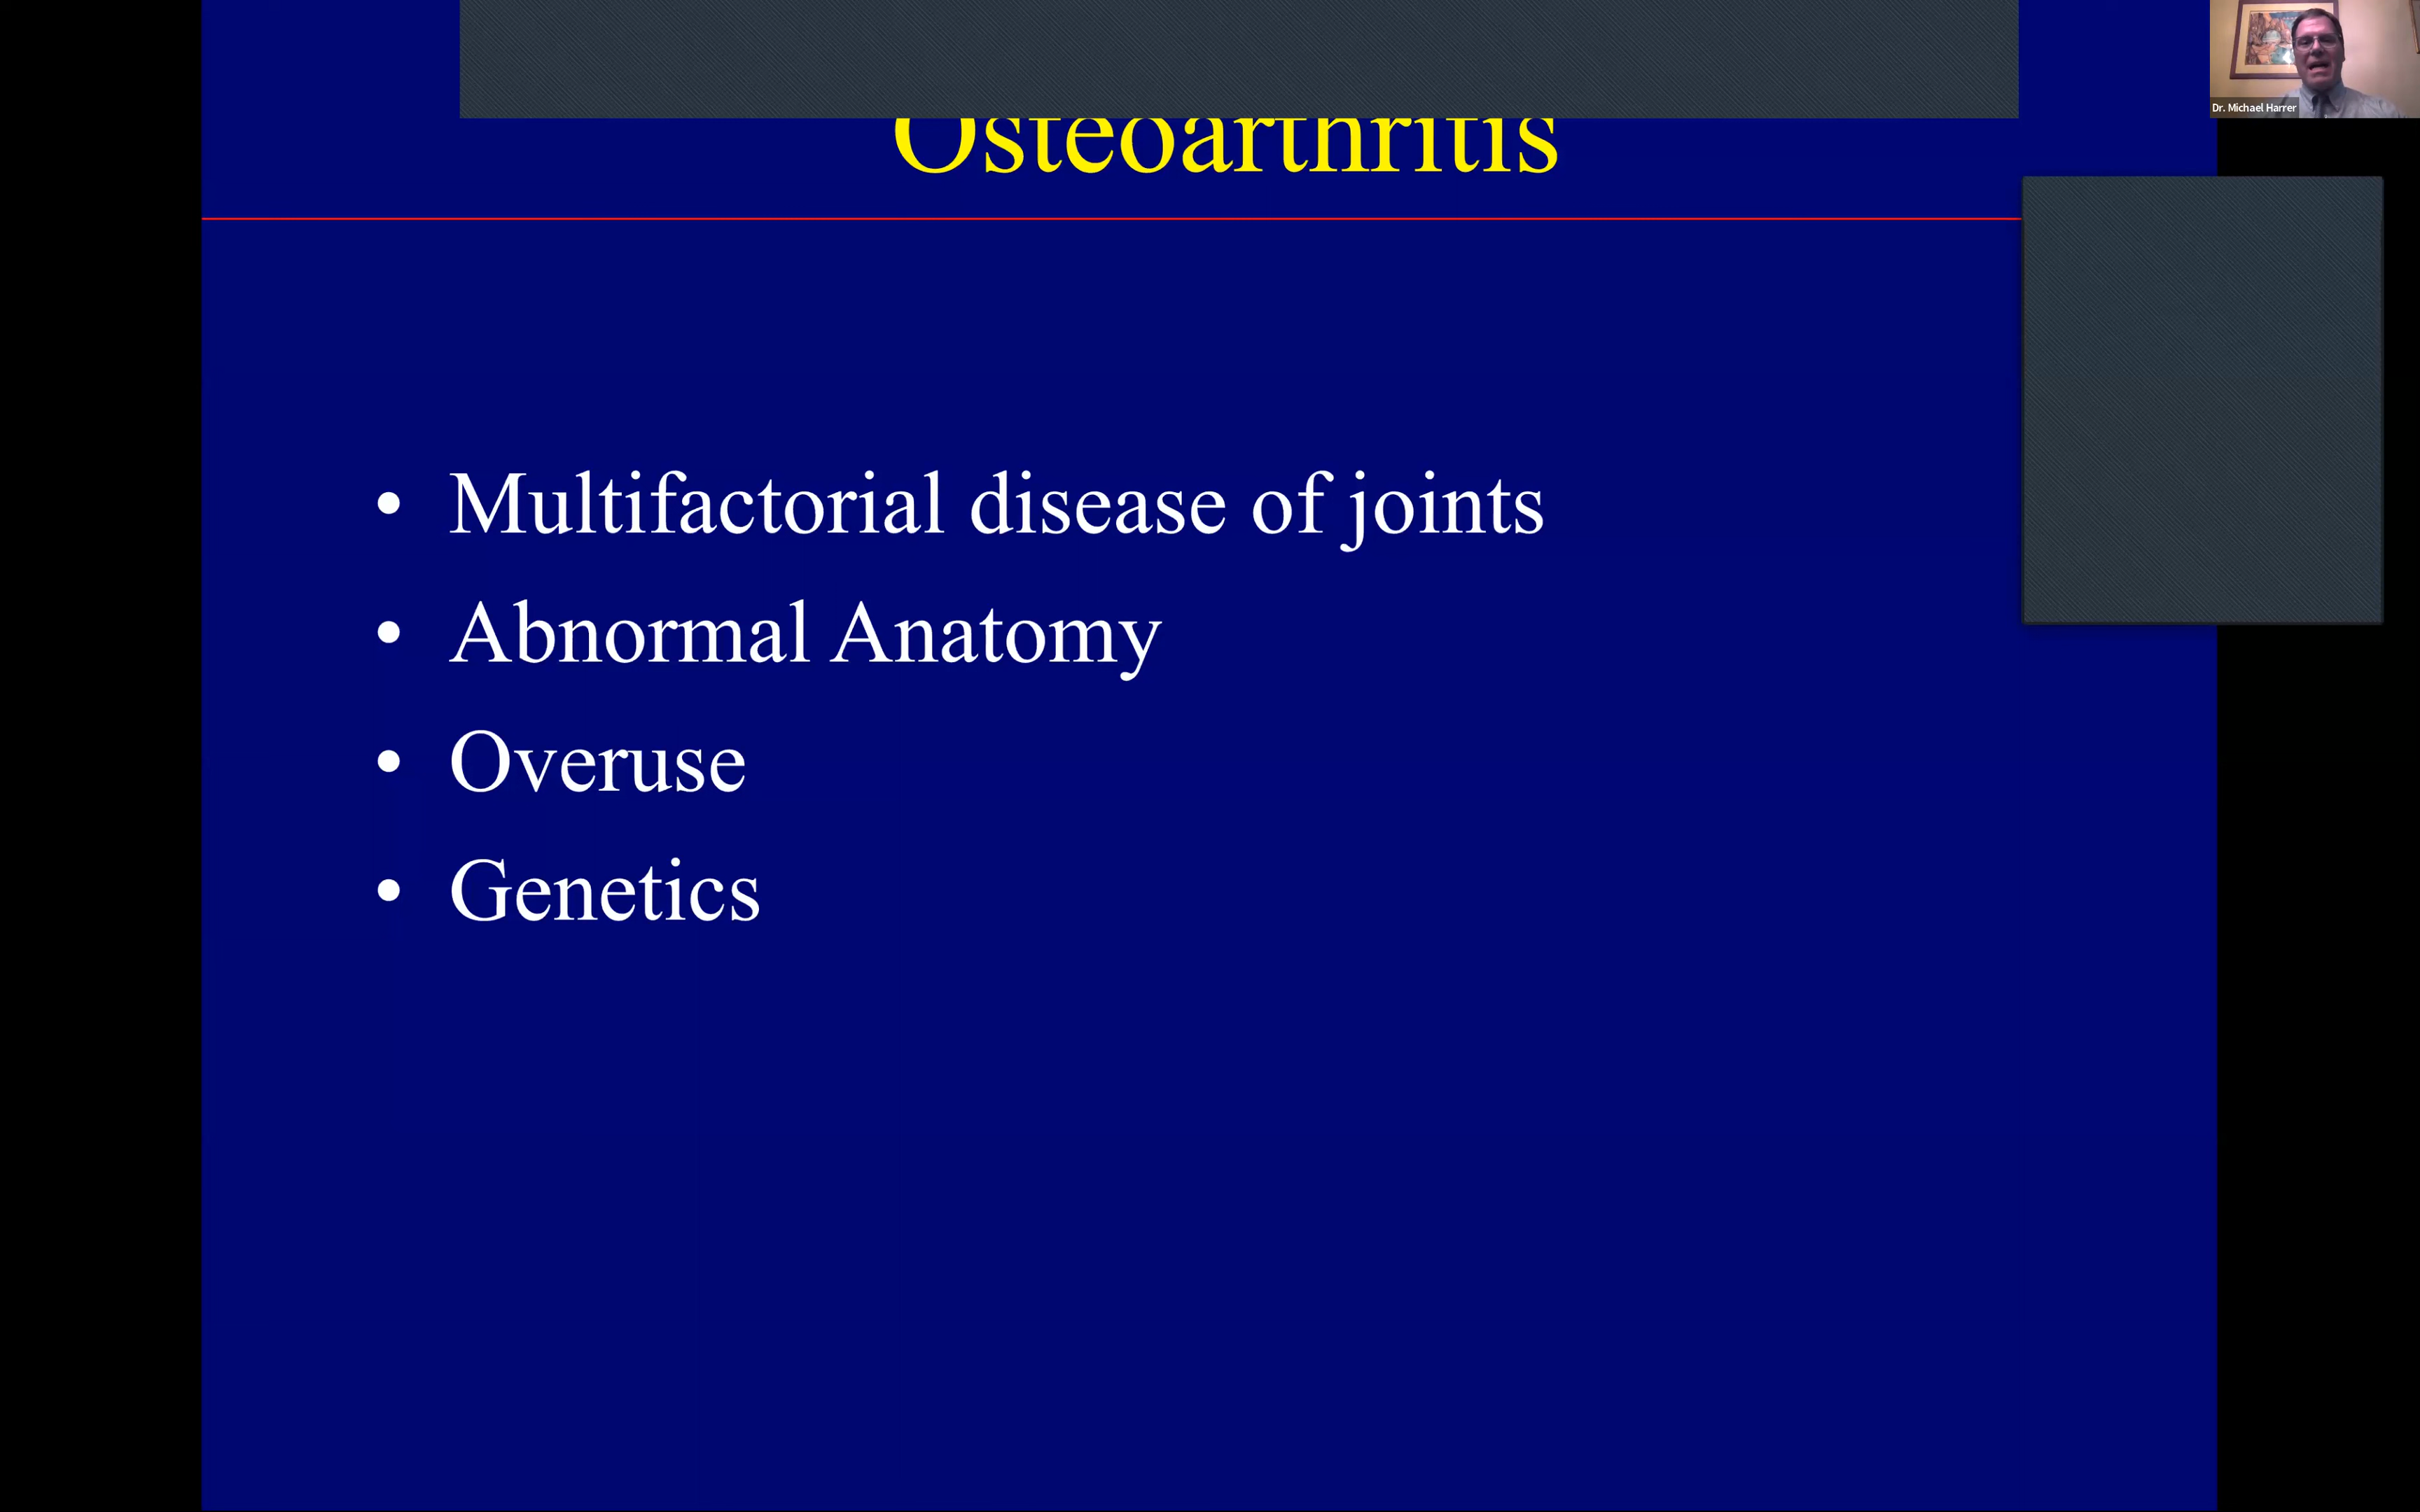 Dr. Michael Harrer
Osteoarthritis
• Multifactorial disease of joints
• Abnormal Anatomy
• Overuse
• Genetics